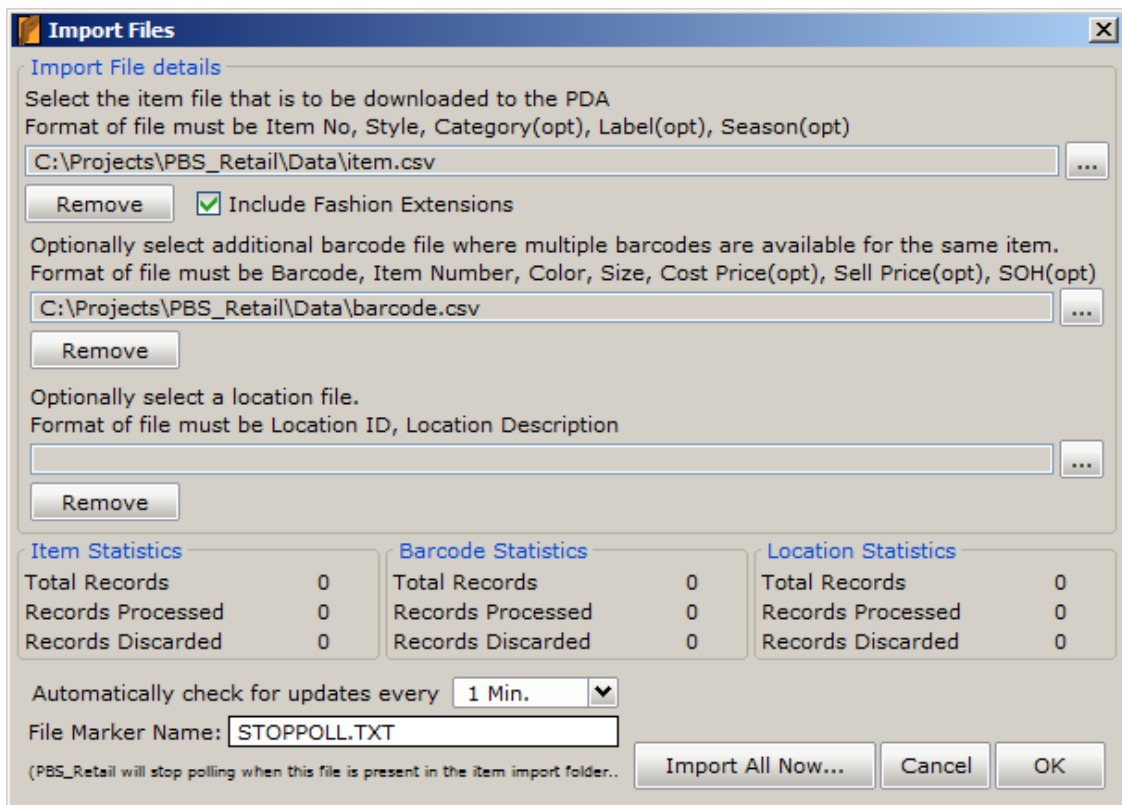 Import Files
Import File details
Select the item file that is to be downloaded to the PDA
Format of file must be Item No, Style, Category(opt), Label(opt), Season(opt)
C:\Projects\PBS_Retail\Data\item.csv
...
Remove
Include Fashion Extensions
Optionally select additional barcode file where multiple barcodes are available for the same item.
Format of file must be Barcode, Item Number, Color, Size, Cost Price(opt), Sell Price(opt), SOH(opt)
C:\Projects\PBS_Retail\Data\barcode.csv
...
Remove
Optionally select a location file.
Format of file must be Location ID, Location Description
...
Remove
Item Statistics
Total Records 0
Records Processed 0
Records Discarded 0
Barcode Statistics
Total Records 0
Records Processed 0
Records Discarded 0
Location Statistics
Total Records 0
Records Processed 0
Records Discarded 0
Automatically check for updates every 1 Min.
File Marker Name: STOPPOLL.TXT
(PBS_Retail will stop polling when this file is present in the item import folder..
Import All Now...
Cancel
OK